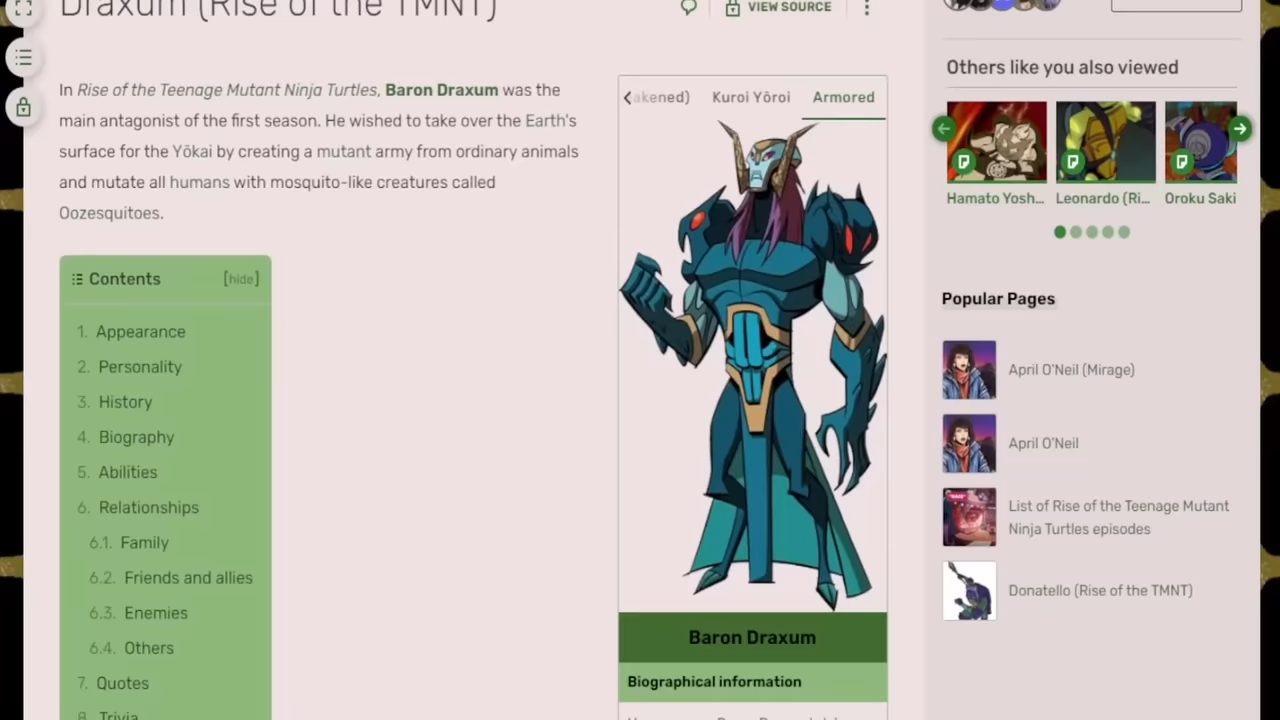 Draxum (Rise of the TMNT)
VIEW SOURCE
In Rise of the Teenage Mutant Ninja Turtles, Baron Draxum was the
main antagonist of the first season. He wished to take over the Earth's
surface for the Yōkai by creating a mutant army from ordinary animals
and mutate all humans with mosquito-like creatures called
Oozesquitoes.
Contents [hide]
1. Appearance
2. Personality
3. History
4. Biography
5. Abilities
6. Relationships
6.1. Family
6.2. Friends and allies
6.3. Enemies
6.4. Others
7. Quotes
8. Trivia
akened) Kuroi Yōroi Armored
Baron Draxum
Biographical information
Others like you also viewed
Hamato Yosh... Leonardo (Ri... Oroku Saki
Popular Pages
April O'Neil (Mirage)
April O'Neil
List of Rise of the Teenage Mutant
Ninja Turtles episodes
Donatello (Rise of the TMNT)